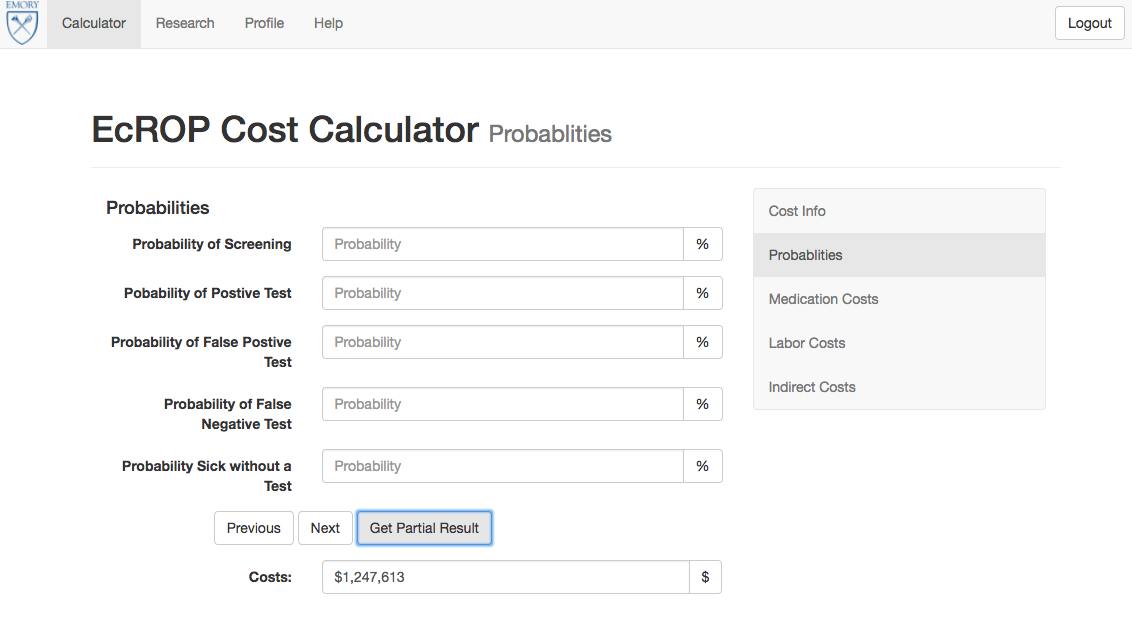 EMORY
Calculator Research Profile Help Logout
EcROP Cost Calculator Probablities
Probabilities
Probability of Screening Probability %
Pobability of Postive Test Probability %
Probability of False Postive
Test Probability %
Probability of False
Negative Test Probability %
Probability Sick without a
Test Probability %
Previous Next Get Partial Result
Costs: $1,247,613 $
Cost Info
Probablities
Medication Costs
Labor Costs
Indirect Costs